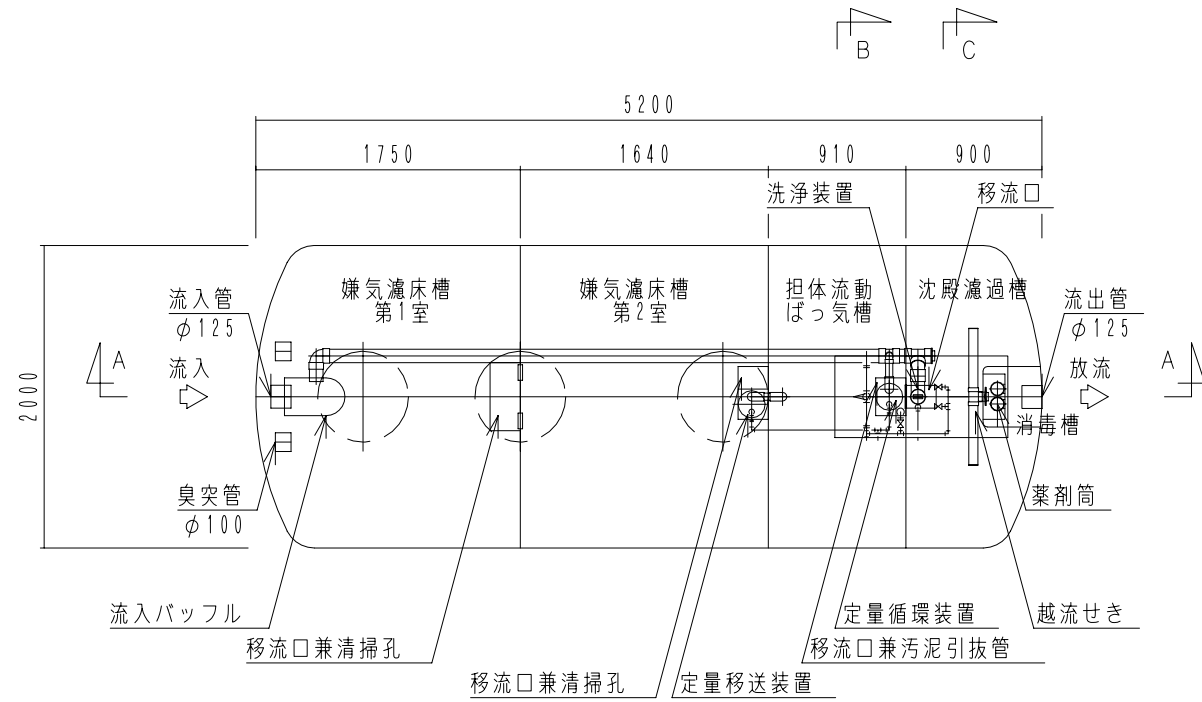 B
C
5200
1750
1640
910
900
洗浄装置
移流口
嫌気濾床槽
第1室
嫌気濾床槽
第2室
担体流動
ばっ気槽
沈殿濾過槽
流入管
φ125
流出管
φ125
A
流入
放流
A
2000
消毒槽
臭突管
φ100
薬剤筒
流入バッフル
定量循環装置
越流せき
移流口兼清掃孔
移流口兼汚泥引抜管
移流口兼清掃孔
定量移送装置